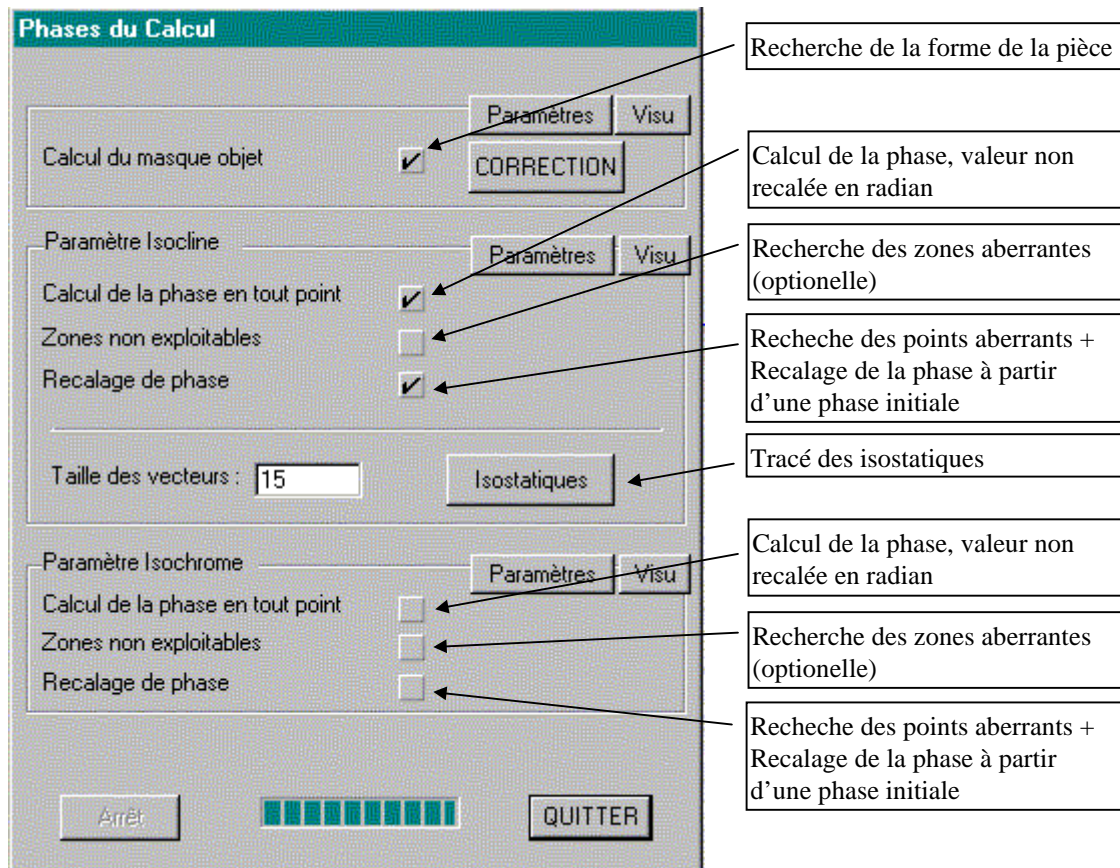 Phases du Calcul
Recherche de la forme de la pièce
Paramètres
Visu
Calcul du masque objet
CORRECTION
Calcul de la phase, valeur non
recalée en radian
Paramètre Isocline
Paramètres
Visu
Recherche des zones aberrantes
(optionelle)
Calcul de la phase en tout point
Zones non exploitables
Recheche des points aberrants +
Recalage de la phase à partir
d’une phase initiale
Recalage de phase
Tracé des isostatiques
Taille des vecteurs :
15
Isostatiques
Calcul de la phase, valeur non
recalée en radian
Paramètre Isochrome
Paramètres
Visu
Calcul de la phase en tout point
Zones non exploitables
Recherche des zones aberrantes
(optionelle)
Recalage de phase
Recheche des points aberrants +
Recalage de la phase à partir
d’une phase initiale
Arrêt
QUITTER